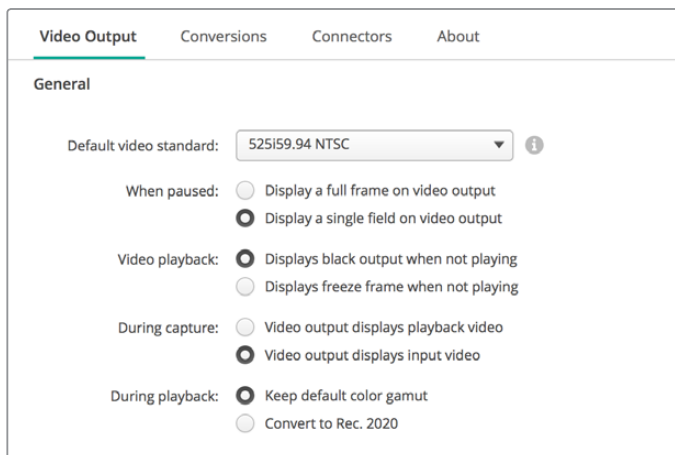 Video Output Conversions Connectors About
General
Default video standard: 525i59.94 NTSC
When paused: Display a full frame on video output
Display a single field on video output
Video playback: Displays black output when not playing
Displays freeze frame when not playing
During capture: Video output displays playback video
Video output displays input video
During playback: Keep default color gamut
Convert to Rec. 2020